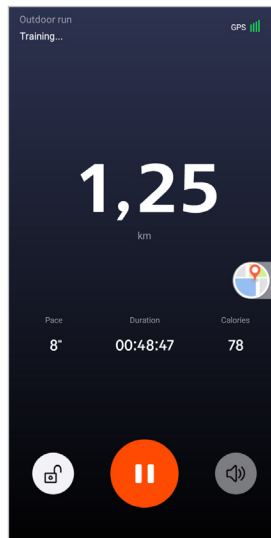 Outdoor run
GPS
Training...
1,25
km
Pace
Duration
Calories
8"
00:48:47
78